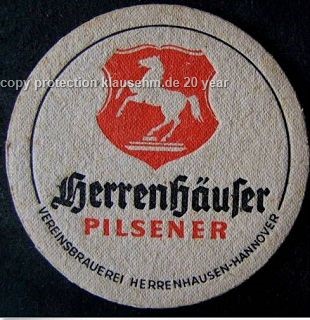 copy protection klausehm.de 20 year
Herrenhäuſer
PILSENER
VEREINSBRAUEREI HERRENHAUSEN-HANNOVER